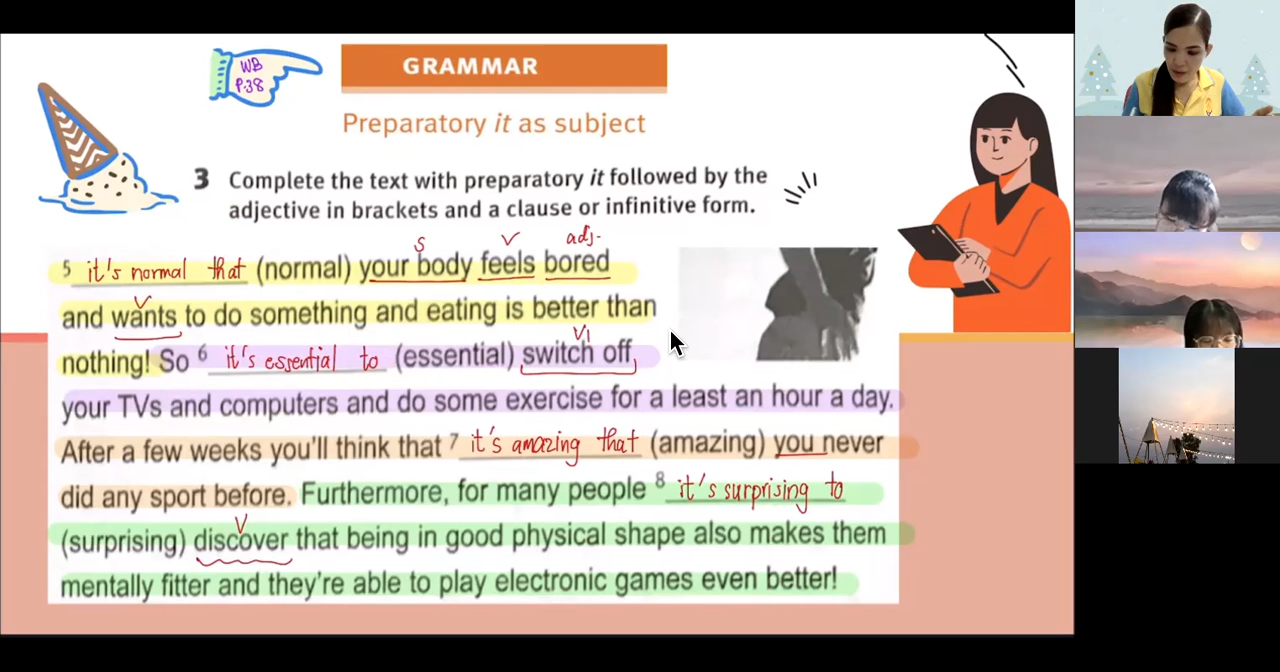 WB
P.38
GRAMMAR
Preparatory it as subject
3 Complete the text with preparatory it followed by the
adjective in brackets and a clause or infinitive form.
S V adj.
5 it's normal that (normal) your body feels bored
V
and wants to do something and eating is better than
V1
nothing! So 6 it's essential to (essential) switch off
your TVs and computers and do some exercise for a least an hour a day.
After a few weeks you'll think that 7 it's amazing that (amazing) you never
did any sport before. Furthermore, for many people 8 it's surprising to
V
(surprising) discover that being in good physical shape also makes them
mentally fitter and they're able to play electronic games even better!